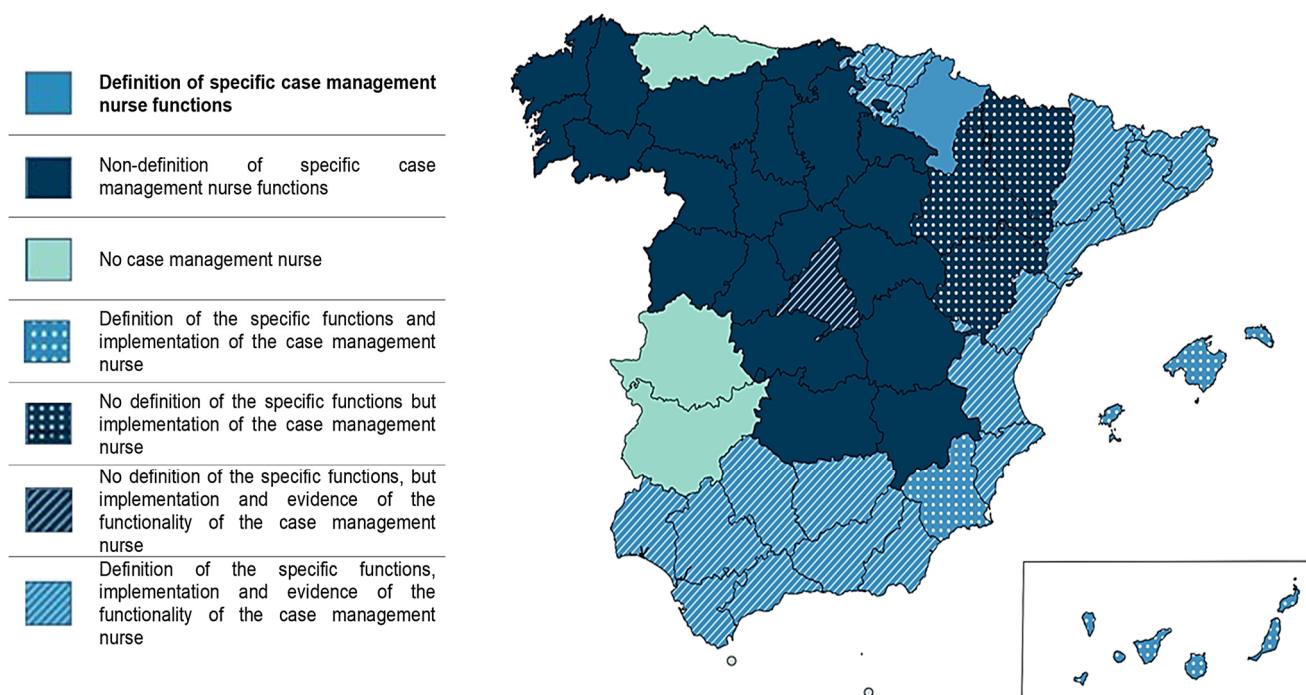 Definition of specific case management
nurse functions
Non-definition of specific case
management nurse functions
No case management nurse
Definition of the specific functions and
implementation of the case management
nurse
No definition of the specific functions but
implementation of the case management
nurse
No definition of the specific functions, but
implementation and evidence of the
functionality of the case management
nurse
Definition of the specific functions,
implementation and evidence of the
functionality of the case management
nurse